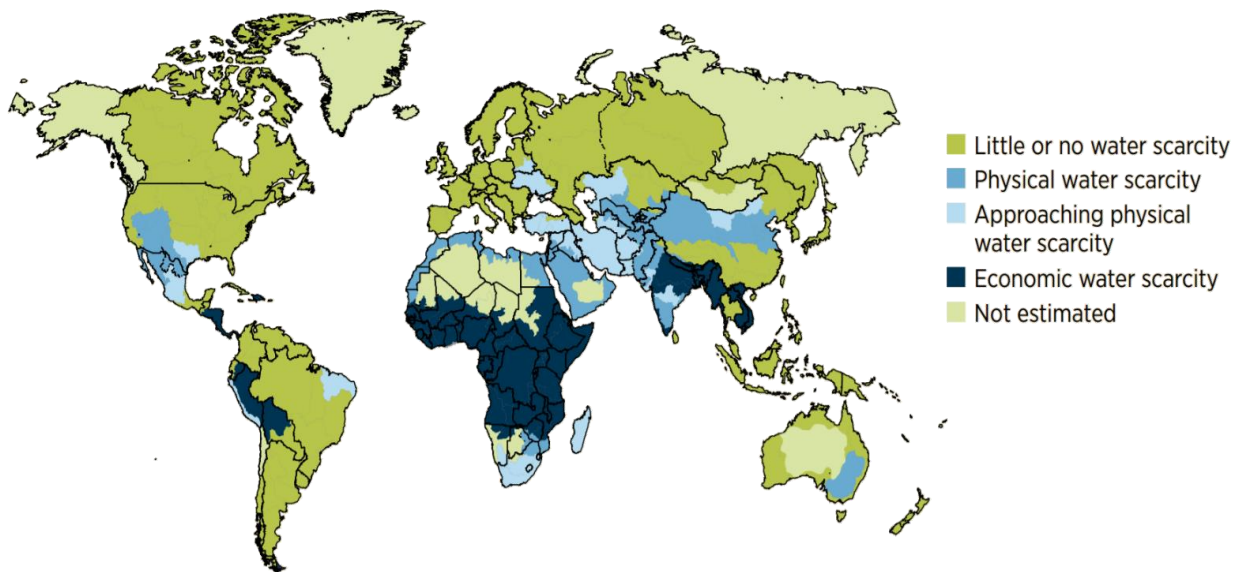 Little or no water scarcity
Physical water scarcity
Approaching physical
water scarcity
Economic water scarcity
Not estimated